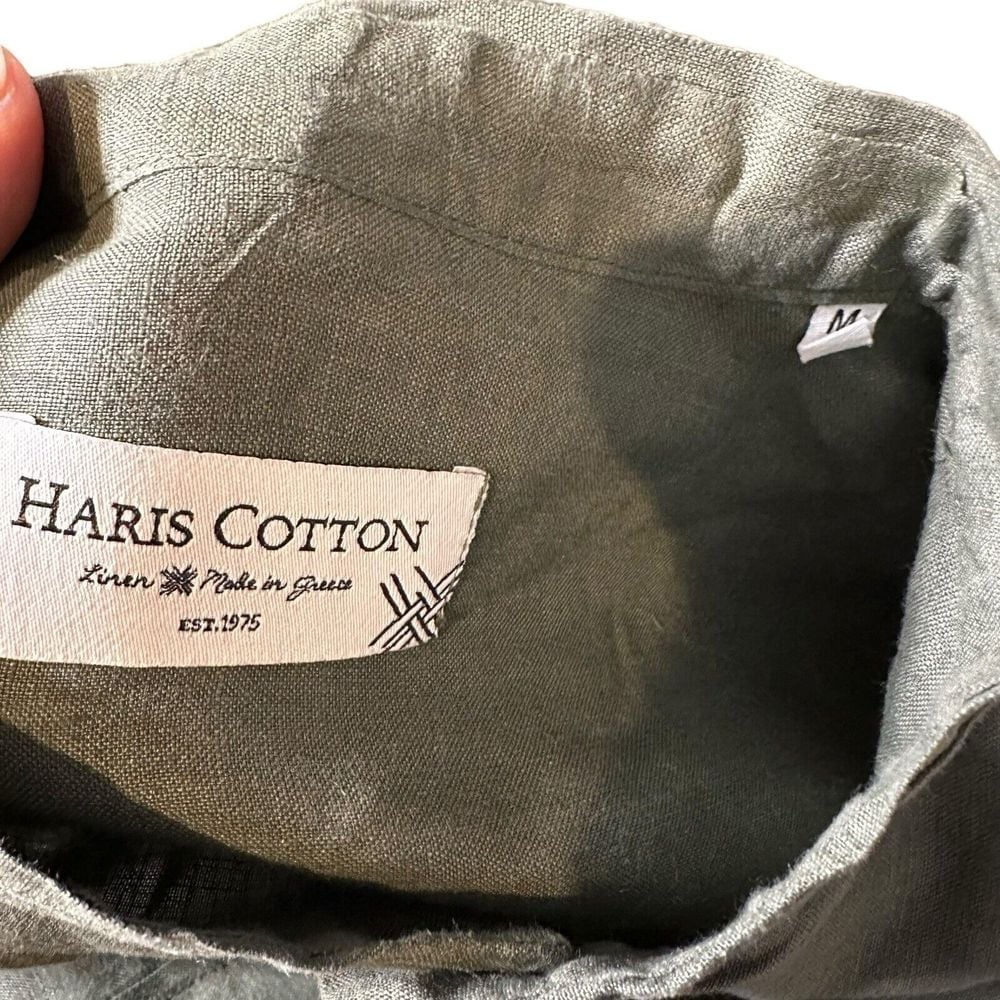 M
HARIS COTTON
Linen Made in Greece
EST.1975